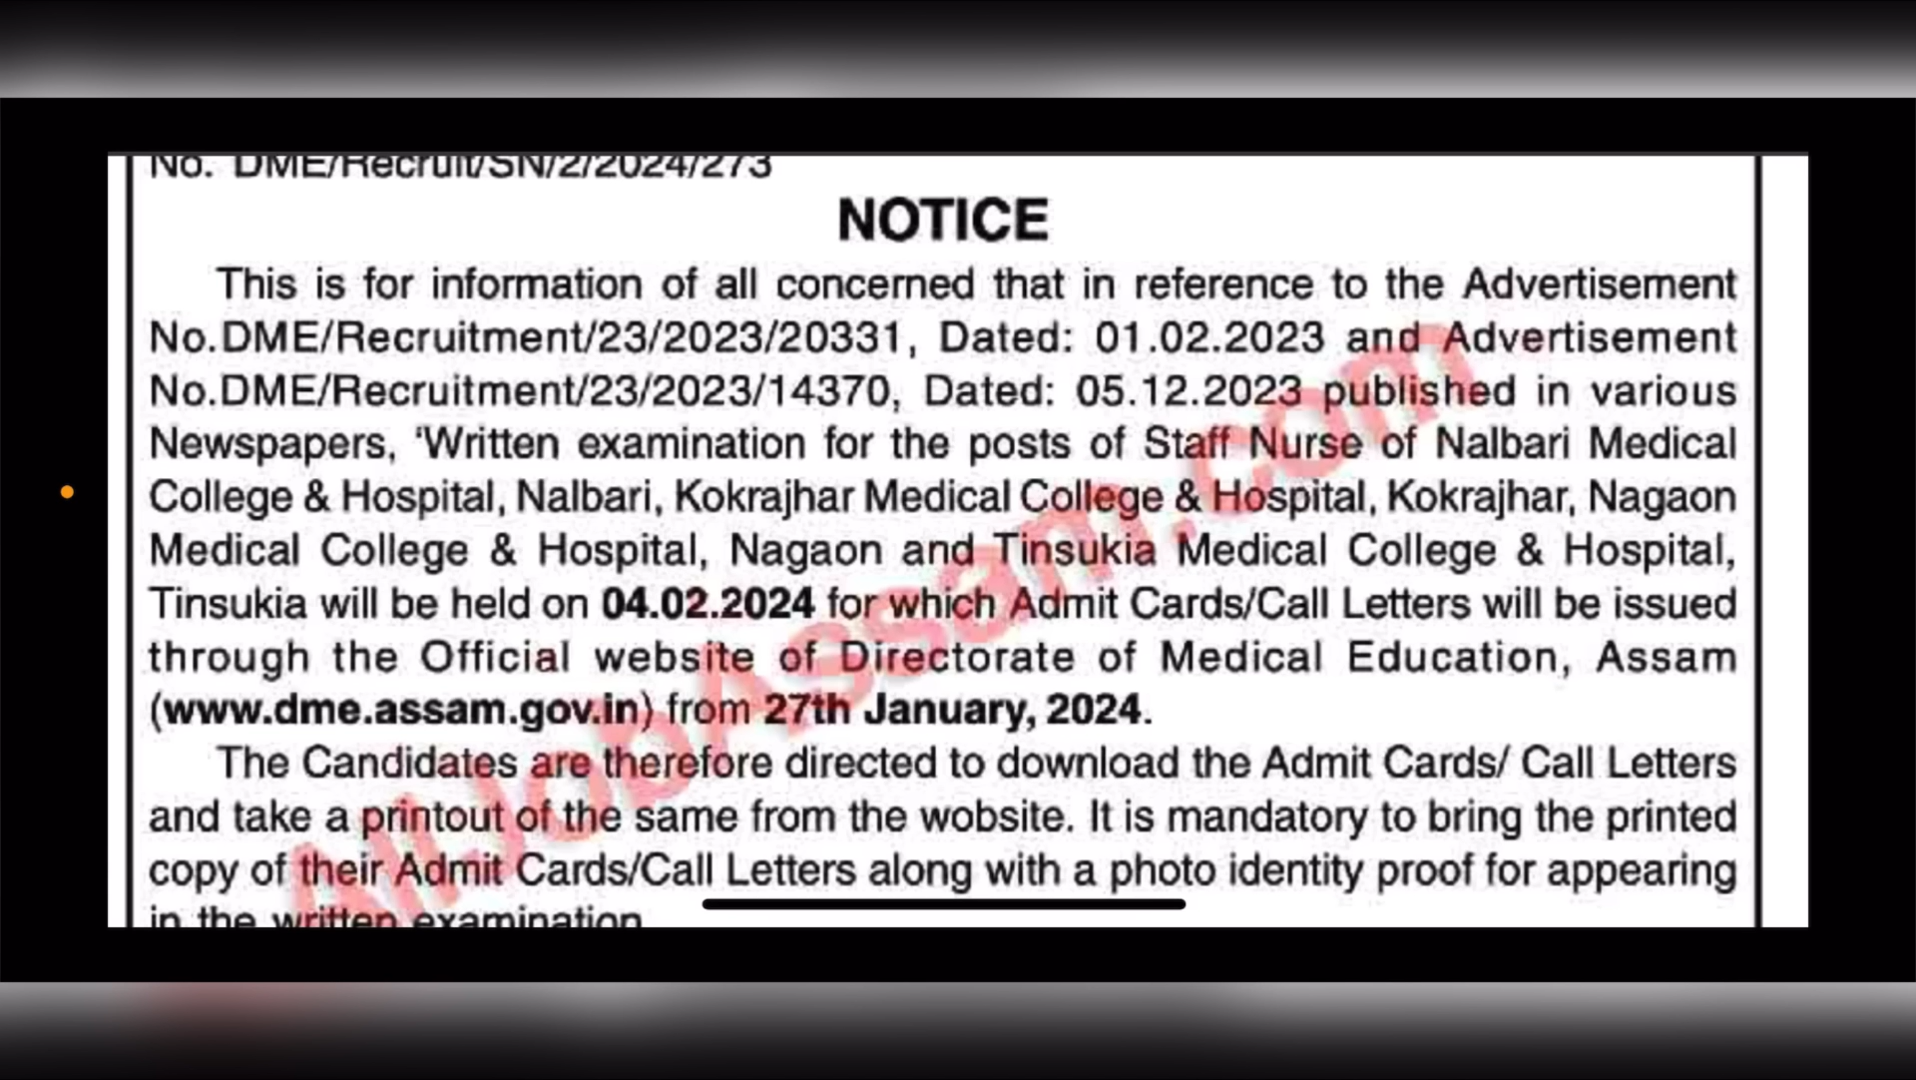 No. DME/Recruit/SN/2/2024/273
NOTICE
This is for information of all concerned that in reference to the Advertisement
No.DME/Recruitment/23/2023/20331, Dated: 01.02.2023 and Advertisement
No.DME/Recruitment/23/2023/14370, Dated: 05.12.2023 published in various
Newspapers, ‘Written examination for the posts of Staff Nurse of Nalbari Medical
College & Hospital, Nalbari, Kokrajhar Medical College & Hospital, Kokrajhar, Nagaon
Medical College & Hospital, Nagaon and Tinsukia Medical College & Hospital,
Tinsukia will be held on 04.02.2024 for which Admit Cards/Call Letters will be issued
through the Official website of Directorate of Medical Education, Assam
(www.dme.assam.gov.in) from 27th January, 2024.
The Candidates are therefore directed to download the Admit Cards/ Call Letters
and take a printout of the same from the wobsite. It is mandatory to bring the printed
copy of their Admit Cards/Call Letters along with a photo identity proof for appearing
in the written examination
AllJobAssam.com